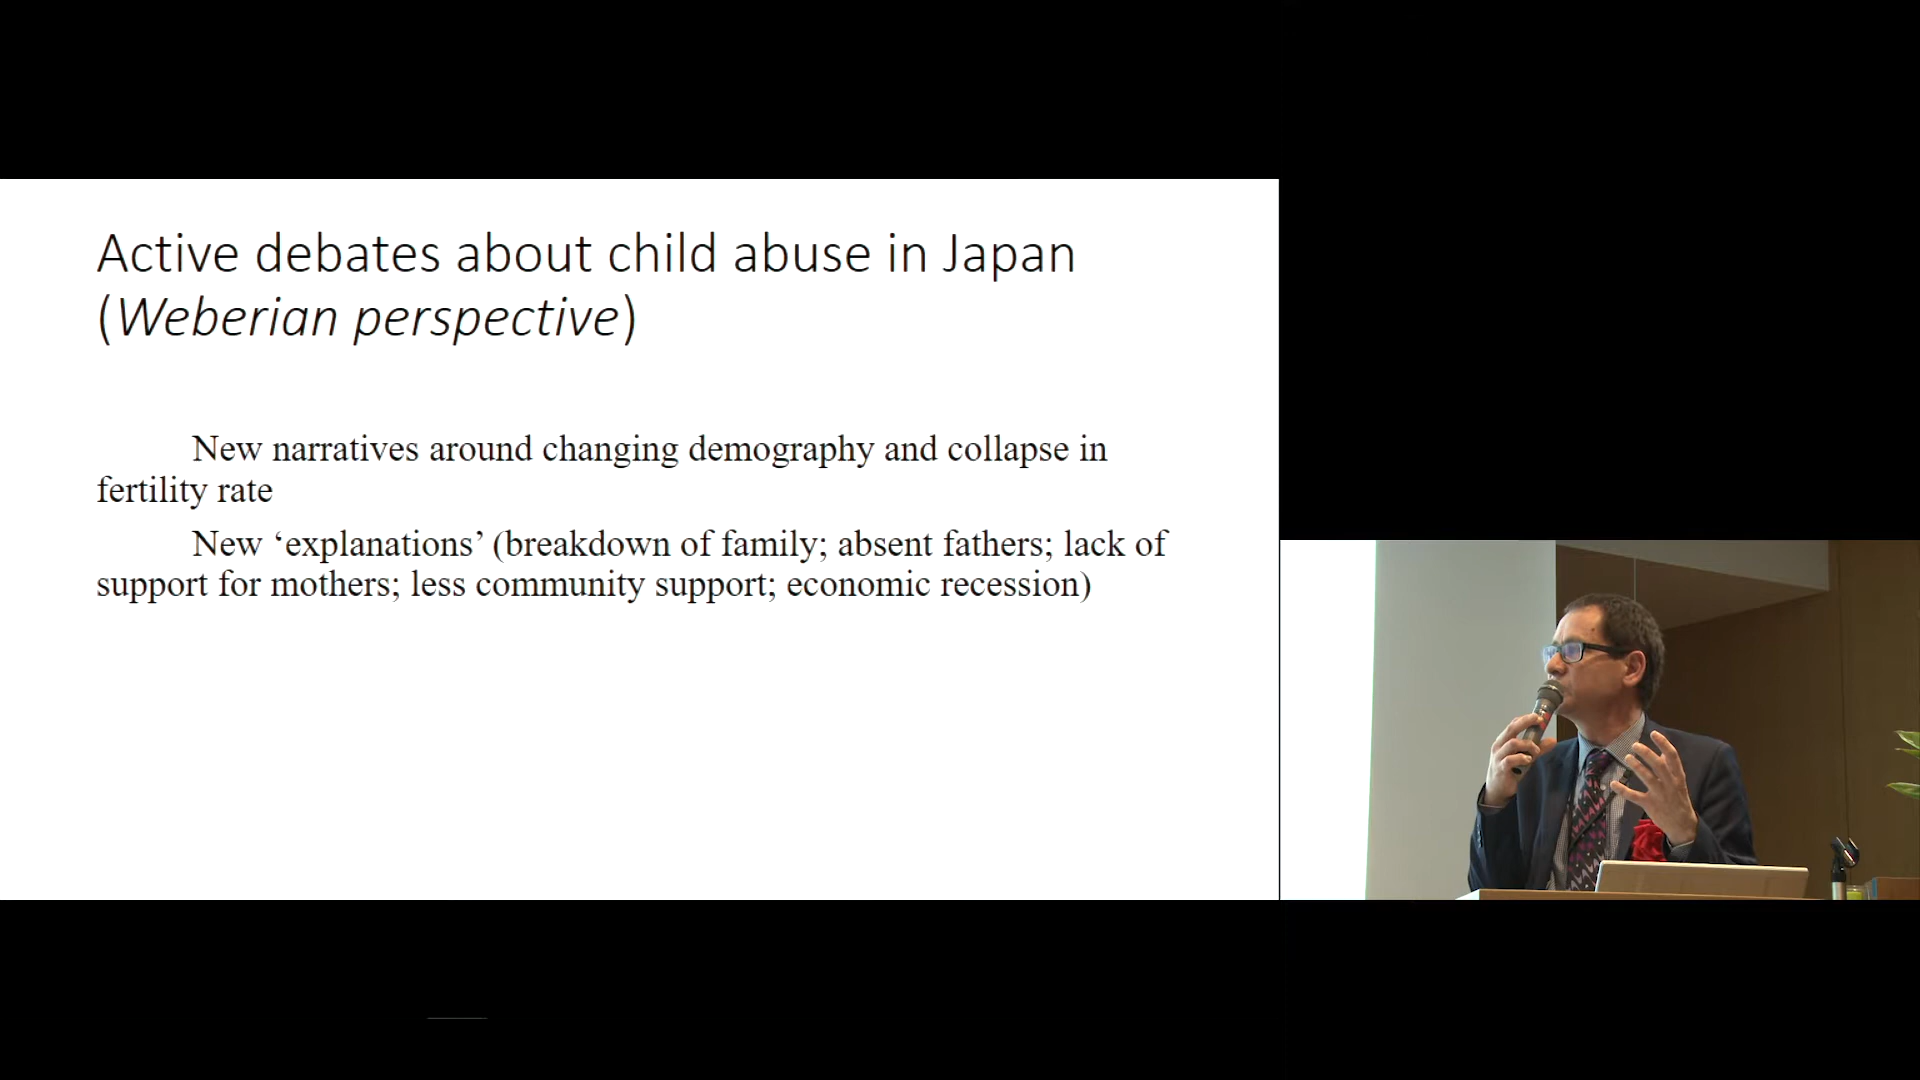 Active debates about child abuse in Japan
(Weberian perspective)
New narratives around changing demography and collapse in
fertility rate
New ‘explanations’ (breakdown of family; absent fathers; lack of
support for mothers; less community support; economic recession)